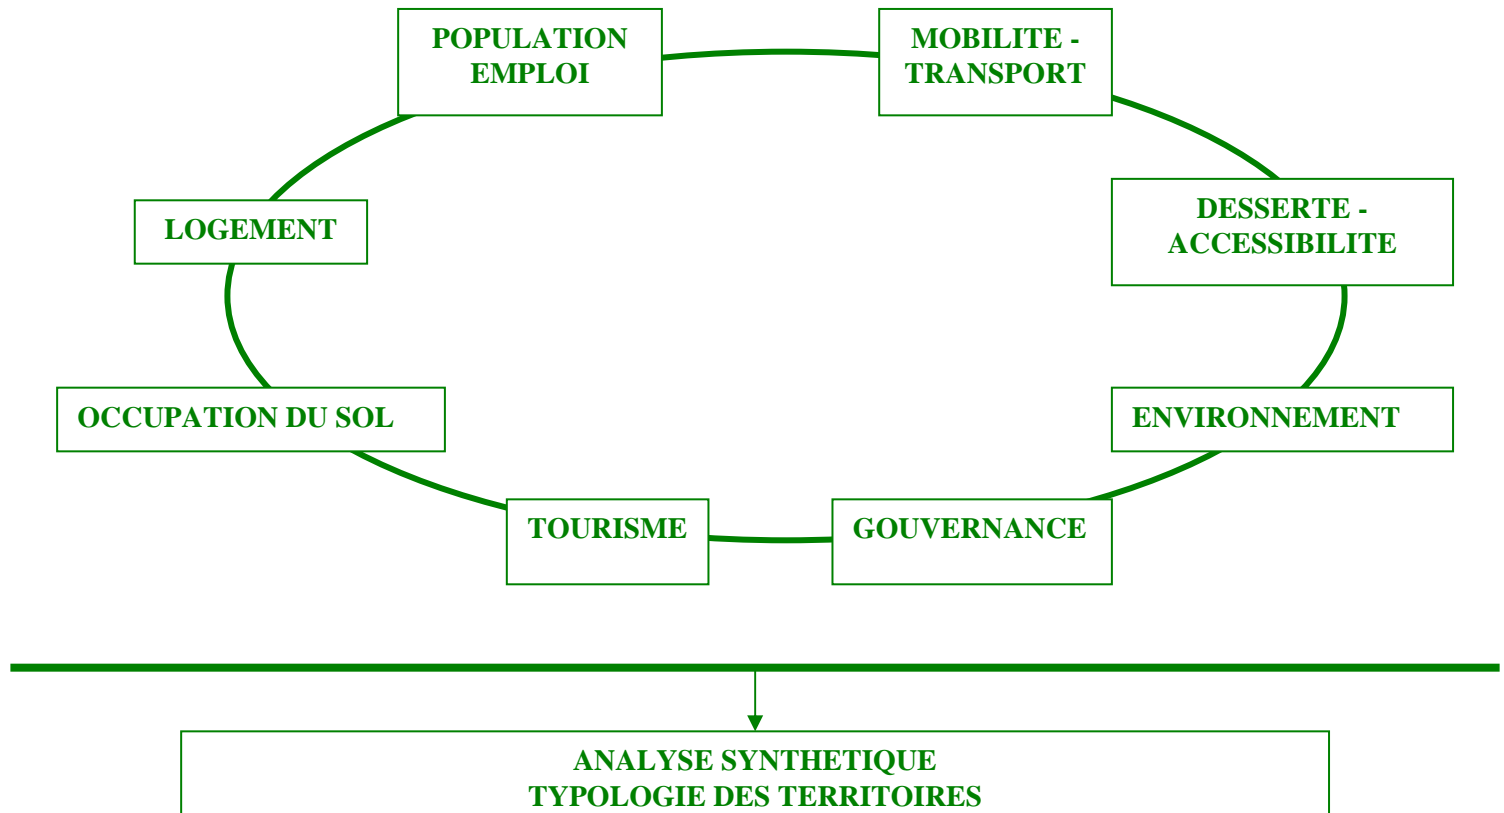 POPULATION
EMPLOI
MOBILITE -
TRANSPORT
DESSERTE -
ACCESSIBILITE
LOGEMENT
OCCUPATION DU SOL
ENVIRONNEMENT
TOURISME
GOUVERNANCE
ANALYSE SYNTHETIQUE
TYPOLOGIE DES TERRITOIRES